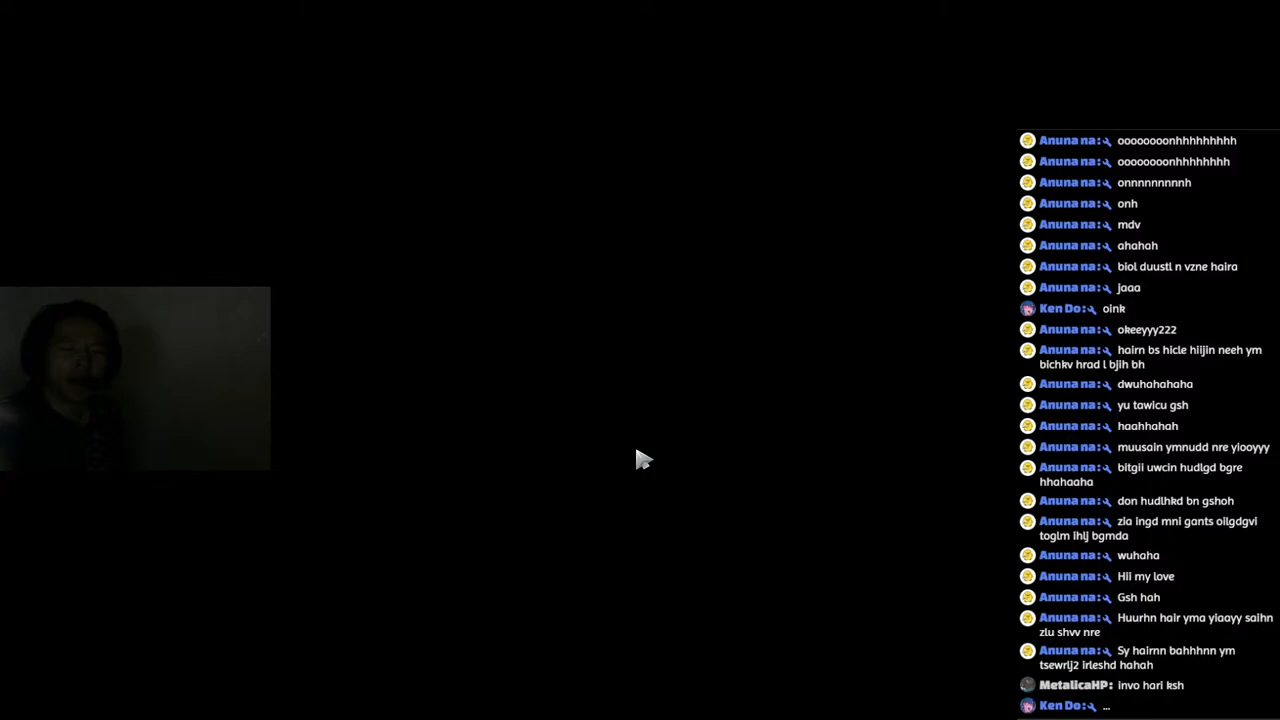 Anuna na: oooooooonhhhhhhhhh
Anuna na: oooooooonhhhhhhhh
Anuna na: onnnnnnnnnh
Anuna na: onh
Anuna na: mdv
Anuna na: ahahah
Anuna na: biol duustl n vzne haira
Anuna na: jaaa
Ken Do: oink
Anuna na: okeeyyy222
Anuna na: hairn bs hicle hiijin neeh ym
bichkv hrad l bjih bh
Anuna na: dwuhahahaha
Anuna na: yu tawicu gsh
Anuna na: haahhahah
Anuna na: muusain ymnudd nre ylooyyy
Anuna na: bitgii uwcin hudlgd bgre
hhahaaha
Anuna na: don hudlhkd bn gshoh
Anuna na: zia ingd mni gants oilgdgvi
toglm ihlj bgmda
Anuna na: wuhaha
Anuna na: Hii my love
Anuna na: Gsh hah
Anuna na: Huurhn hair yma yiaayy saihn
zlu shvv nre
Anuna na: Sy hairnn bahhhnn ym
tsewrlj2 irleshd hahah
MetalicaHP: invo hari ksh
Ken Do: ...